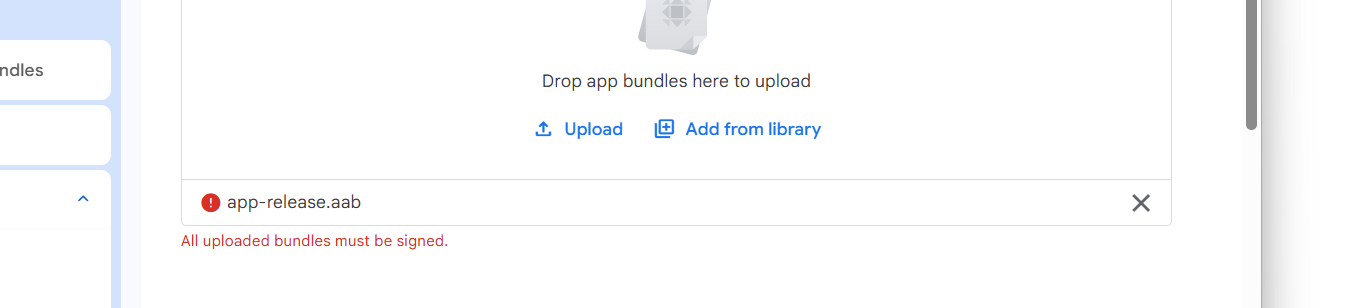 ndles
Drop app bundles here to upload
Upload
Add from library
app-release.aab
All uploaded bundles must be signed.